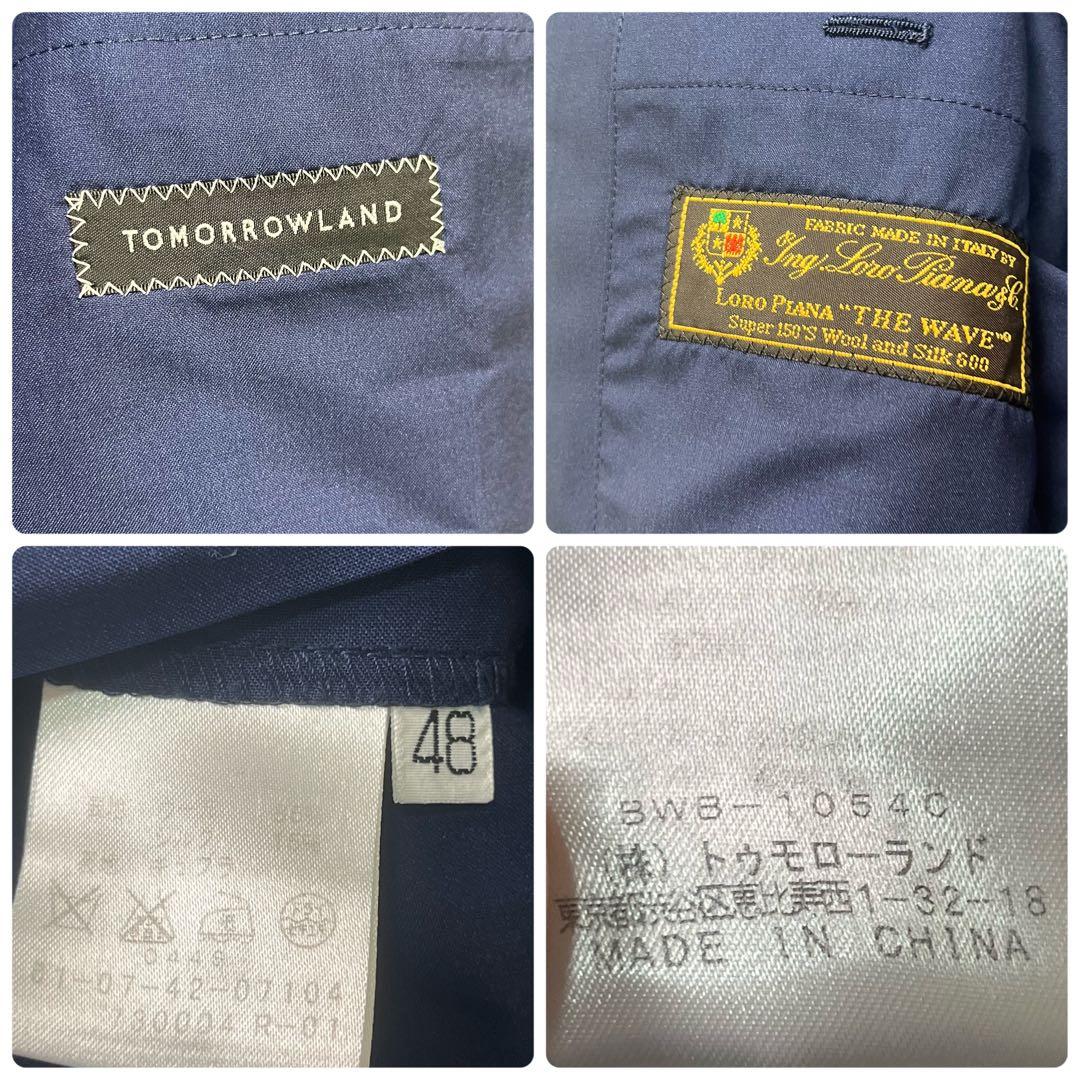 TOMORROWLAND
FABRIC MADE IN ITALY BY
Ing. Loro Piana & C.
LORO PIANA "THE WAVE"®
Super 150'S Wool and Silk 600
48
01-07-42-07104
730004 R-01
BWB-1054C
(株) トゥモローランド
東京都渋谷区恵比寿西1-32-18
MADE IN CHINA